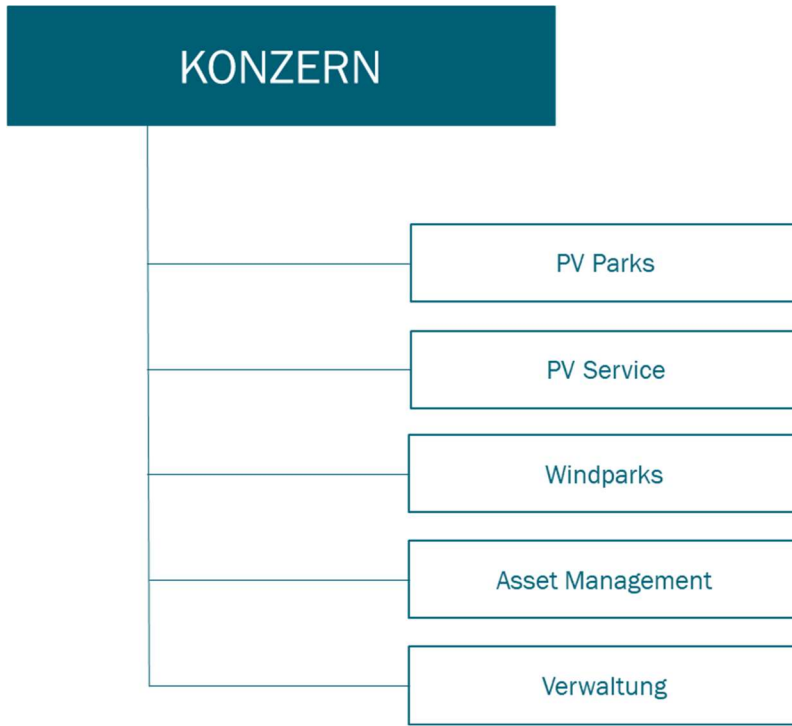 KONZERN
PV Parks
PV Service
Windparks
Asset Management
Verwaltung